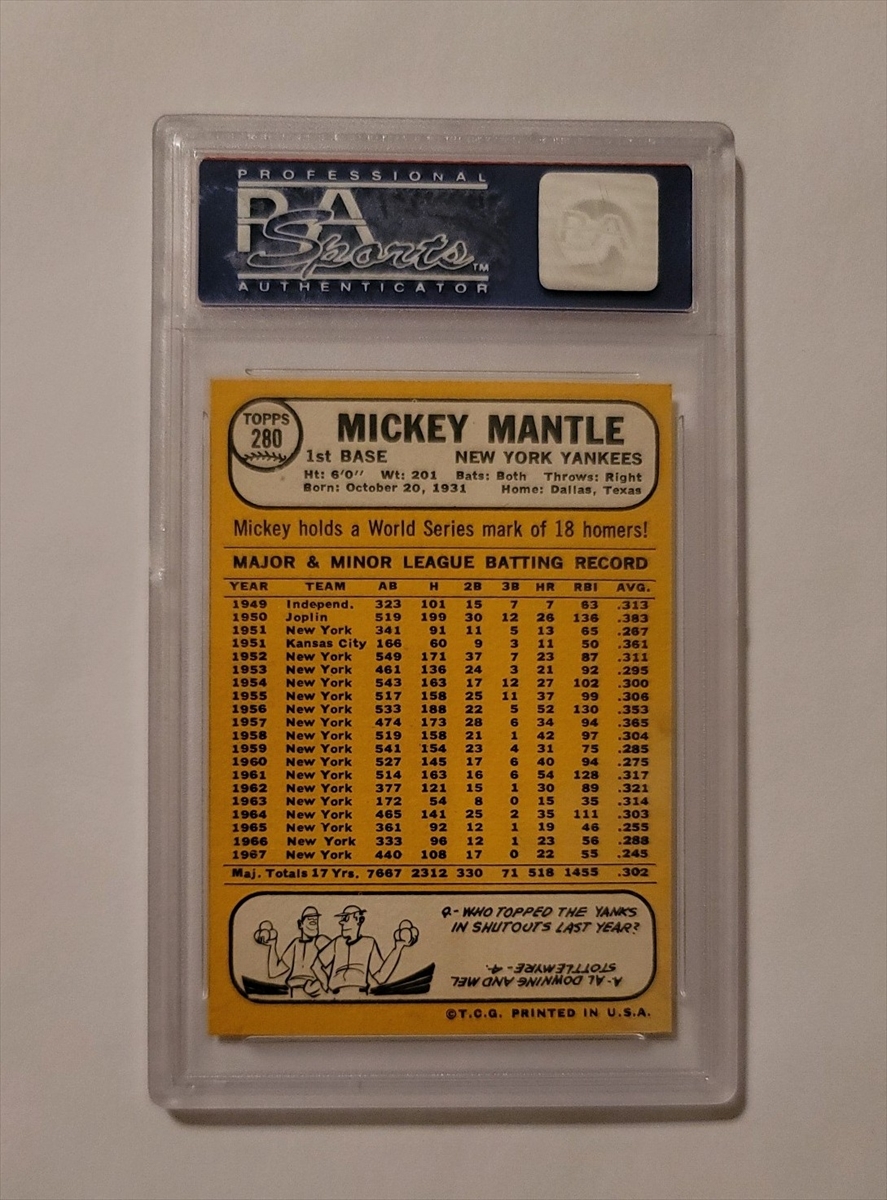 PROFESSIONAL
PSA
Sports™
AUTHENTICATOR
TOPPS
280
MICKEY MANTLE
1st BASE NEW YORK YANKEES
Ht: 6'0" Wt: 201 Bats: Both Throws: Right
Born: October 20, 1931 Home: Dallas, Texas
Mickey holds a World Series mark of 18 homers!
MAJOR & MINOR LEAGUE BATTING RECORD
YEAR TEAM AB H 2B 3B HR RBI AVG.
1949 Independ. 323 101 15 7 7 63 .313
1950 Joplin 519 199 30 12 26 136 .383
1951 New York 341 91 11 5 13 65 .267
1951 Kansas City 166 60 9 3 11 50 .361
1952 New York 549 171 37 7 23 87 .311
1953 New York 461 136 24 3 21 92 .295
1954 New York 543 163 17 12 27 102 .300
1955 New York 517 158 25 11 37 99 .306
1956 New York 533 188 22 5 52 130 .353
1957 New York 474 173 28 6 34 94 .365
1958 New York 519 158 21 1 42 97 .304
1959 New York 541 154 23 4 31 75 .285
1960 New York 527 145 17 6 40 94 .275
1961 New York 514 163 16 6 54 128 .317
1962 New York 377 121 15 1 30 89 .321
1963 New York 172 54 8 0 15 35 .314
1964 New York 465 141 25 2 35 111 .303
1965 New York 361 92 12 1 19 46 .255
1966 New York 333 96 12 1 23 56 .288
1967 New York 440 108 17 0 22 55 .245
Maj. Totals 17 Yrs. 7667 2312 330 71 518 1455 .302
Q- WHO TOPPED THE YANKS
IN SHUTOUTS LAST YEAR?
A- AL DOWNING AND MEL
STOTTLEMYRE - 4.
©T.C.G. PRINTED IN U.S.A.